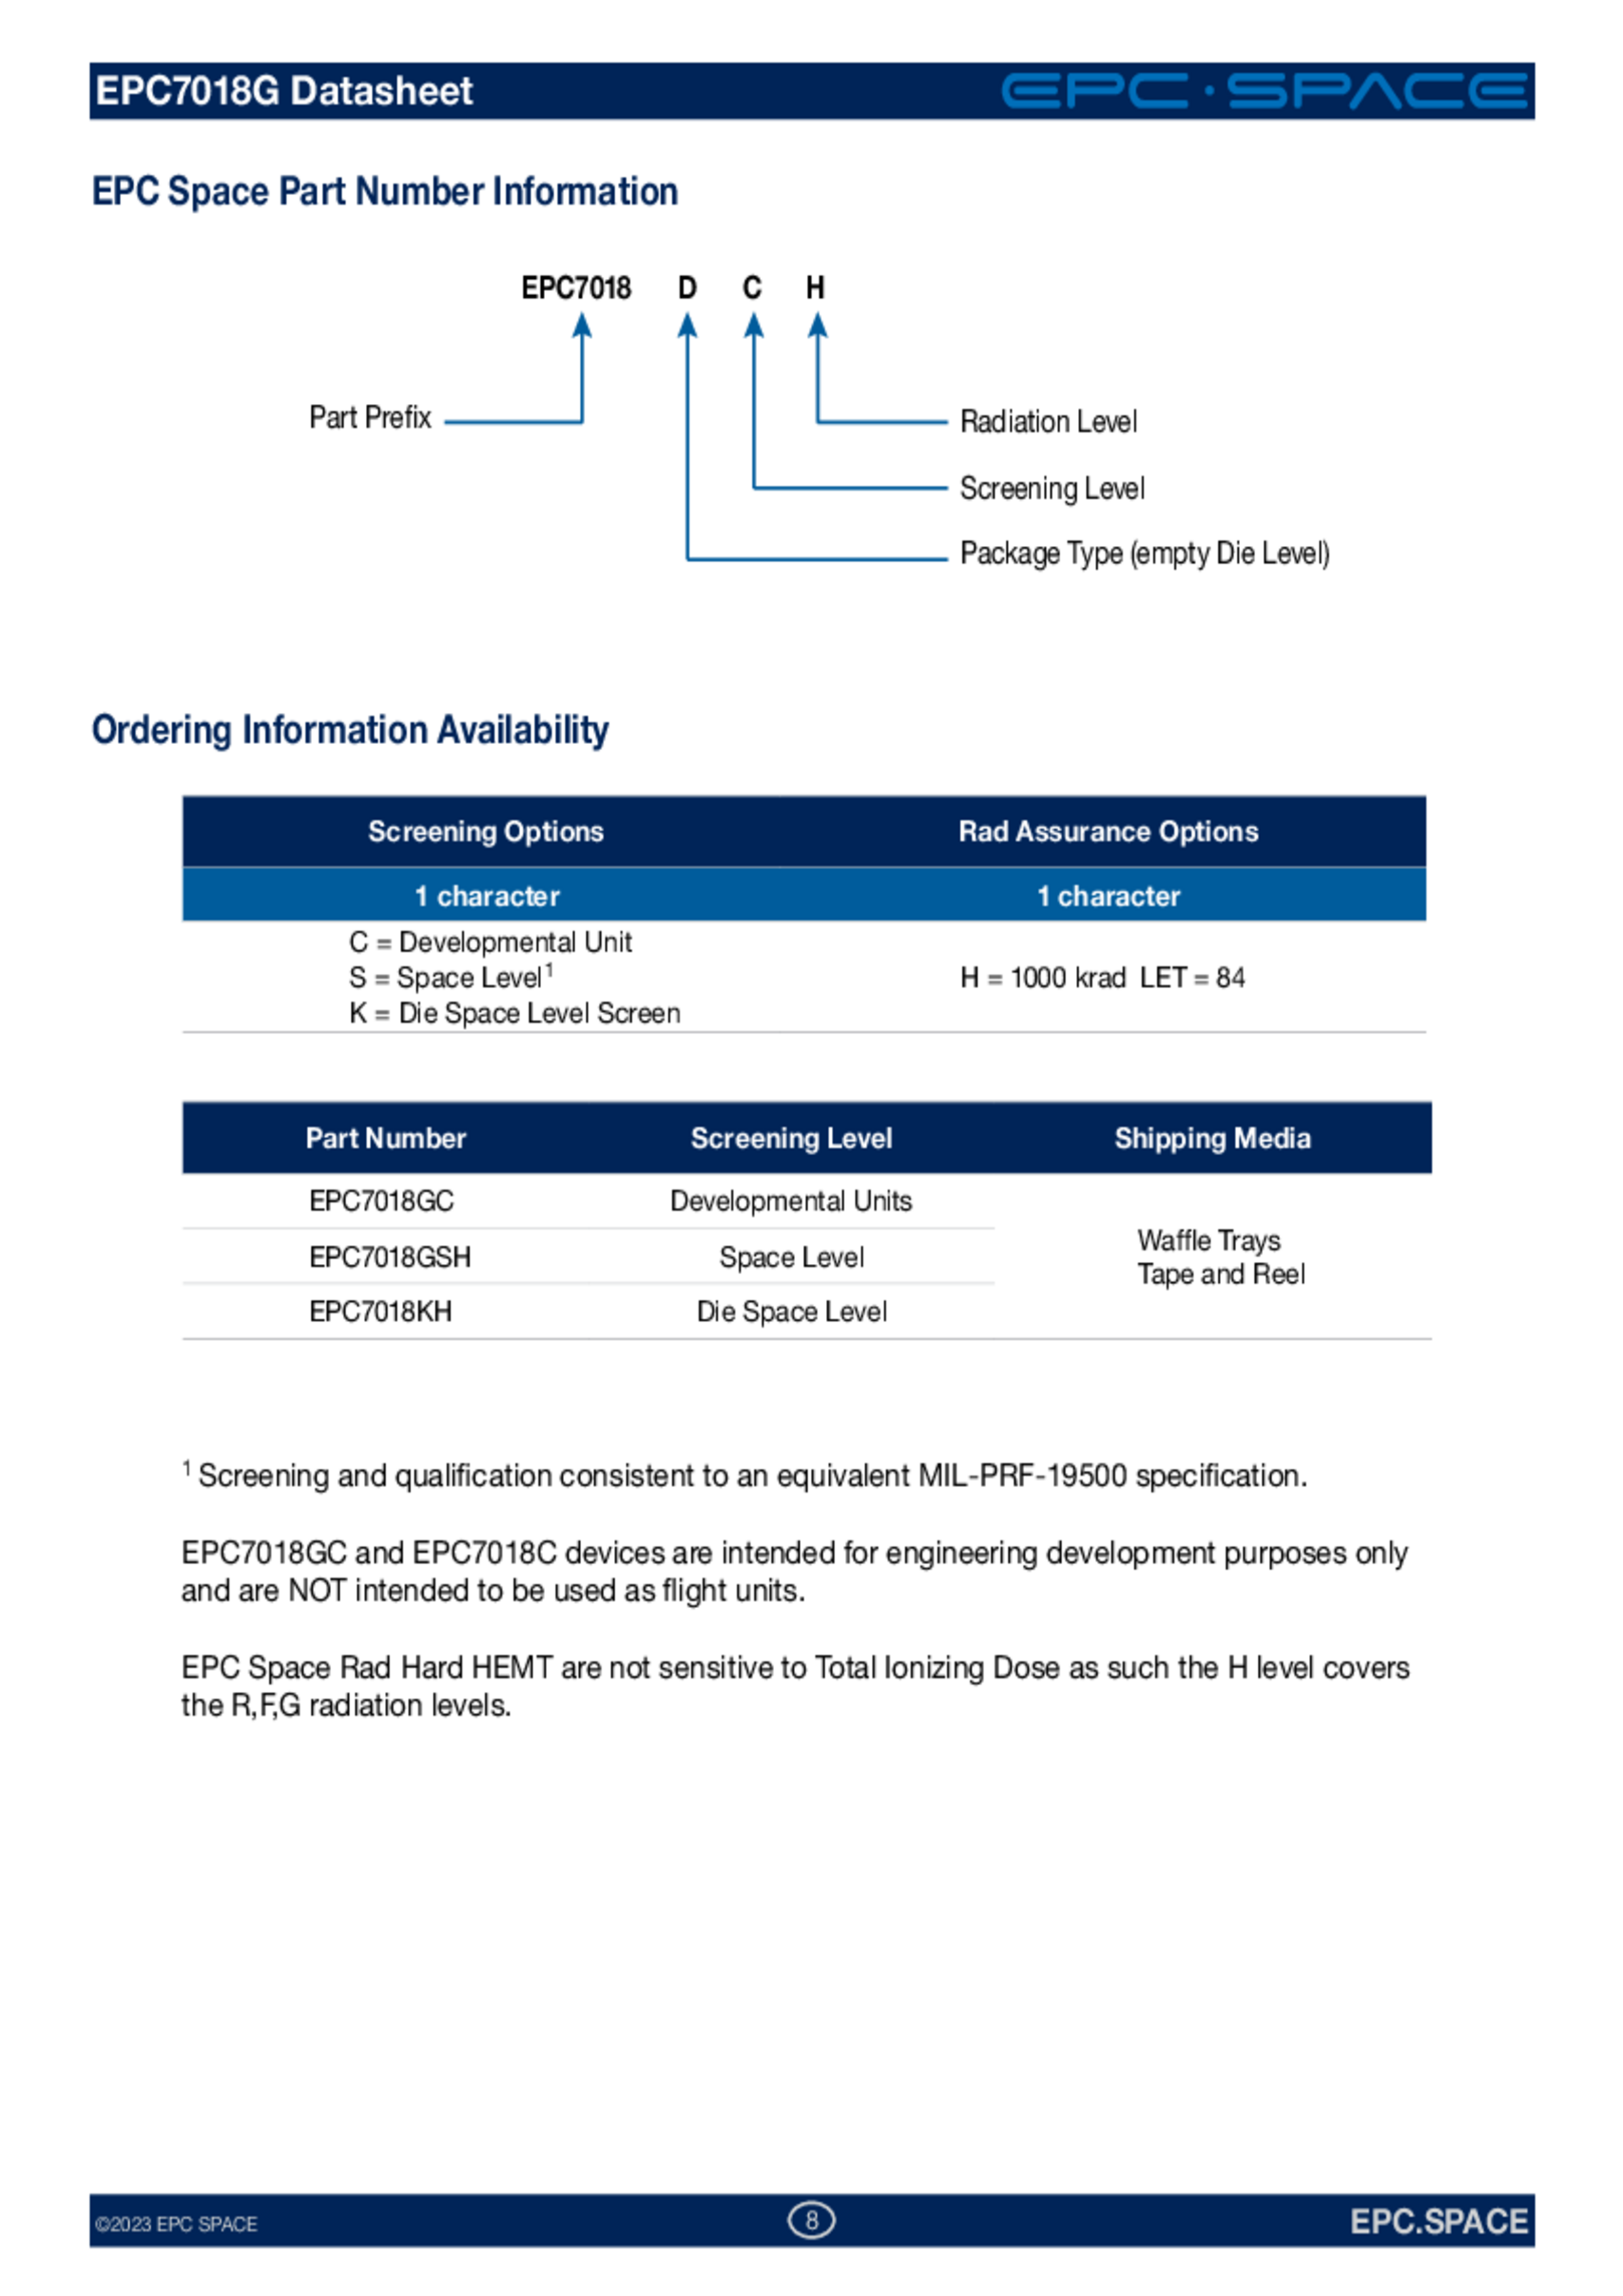 EPC7018G Datasheet
EPC·SPACE
EPC Space Part Number Information
EPC7018 D C H
Part Prefix
Radiation Level
Screening Level
Package Type (empty Die Level)
Ordering Information Availability
Screening Options Rad Assurance Options
1 character 1 character
C = Developmental Unit
S = Space Level¹
H = 1000 krad LET = 84
K = Die Space Level Screen
Part Number Screening Level Shipping Media
EPC7018GC Developmental Units
EPC7018GSH Space Level
EPC7018KH Die Space Level
Waffle Trays
Tape and Reel
¹ Screening and qualification consistent to an equivalent MIL-PRF-19500 specification.
EPC7018GC and EPC7018C devices are intended for engineering development purposes only
and are NOT intended to be used as flight units.
EPC Space Rad Hard HEMT are not sensitive to Total Ionizing Dose as such the H level covers
the R,F,G radiation levels.
©2023 EPC SPACE
8
EPC.SPACE